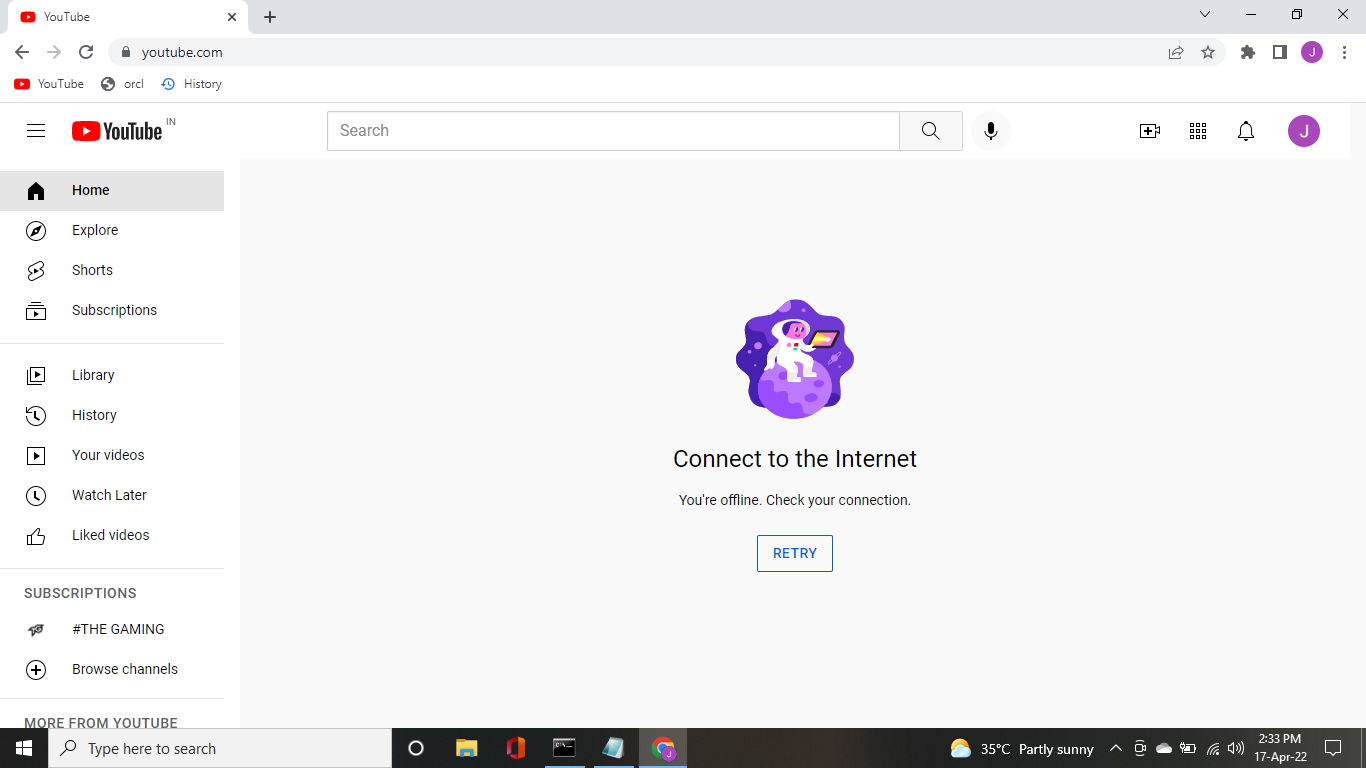 YouTube
youtube.com
J
YouTube
orcl
History
YouTube IN
Search
J
Home
Explore
Shorts
Subscriptions
Library
History
Your videos
Watch Later
Liked videos
SUBSCRIPTIONS
#THE GAMING
Browse channels
MORE FROM YOUTUBE
Connect to the Internet
You're offline. Check your connection.
RETRY
Type here to search
J
35°C Partly sunny
2:33 PM
17-Apr-22